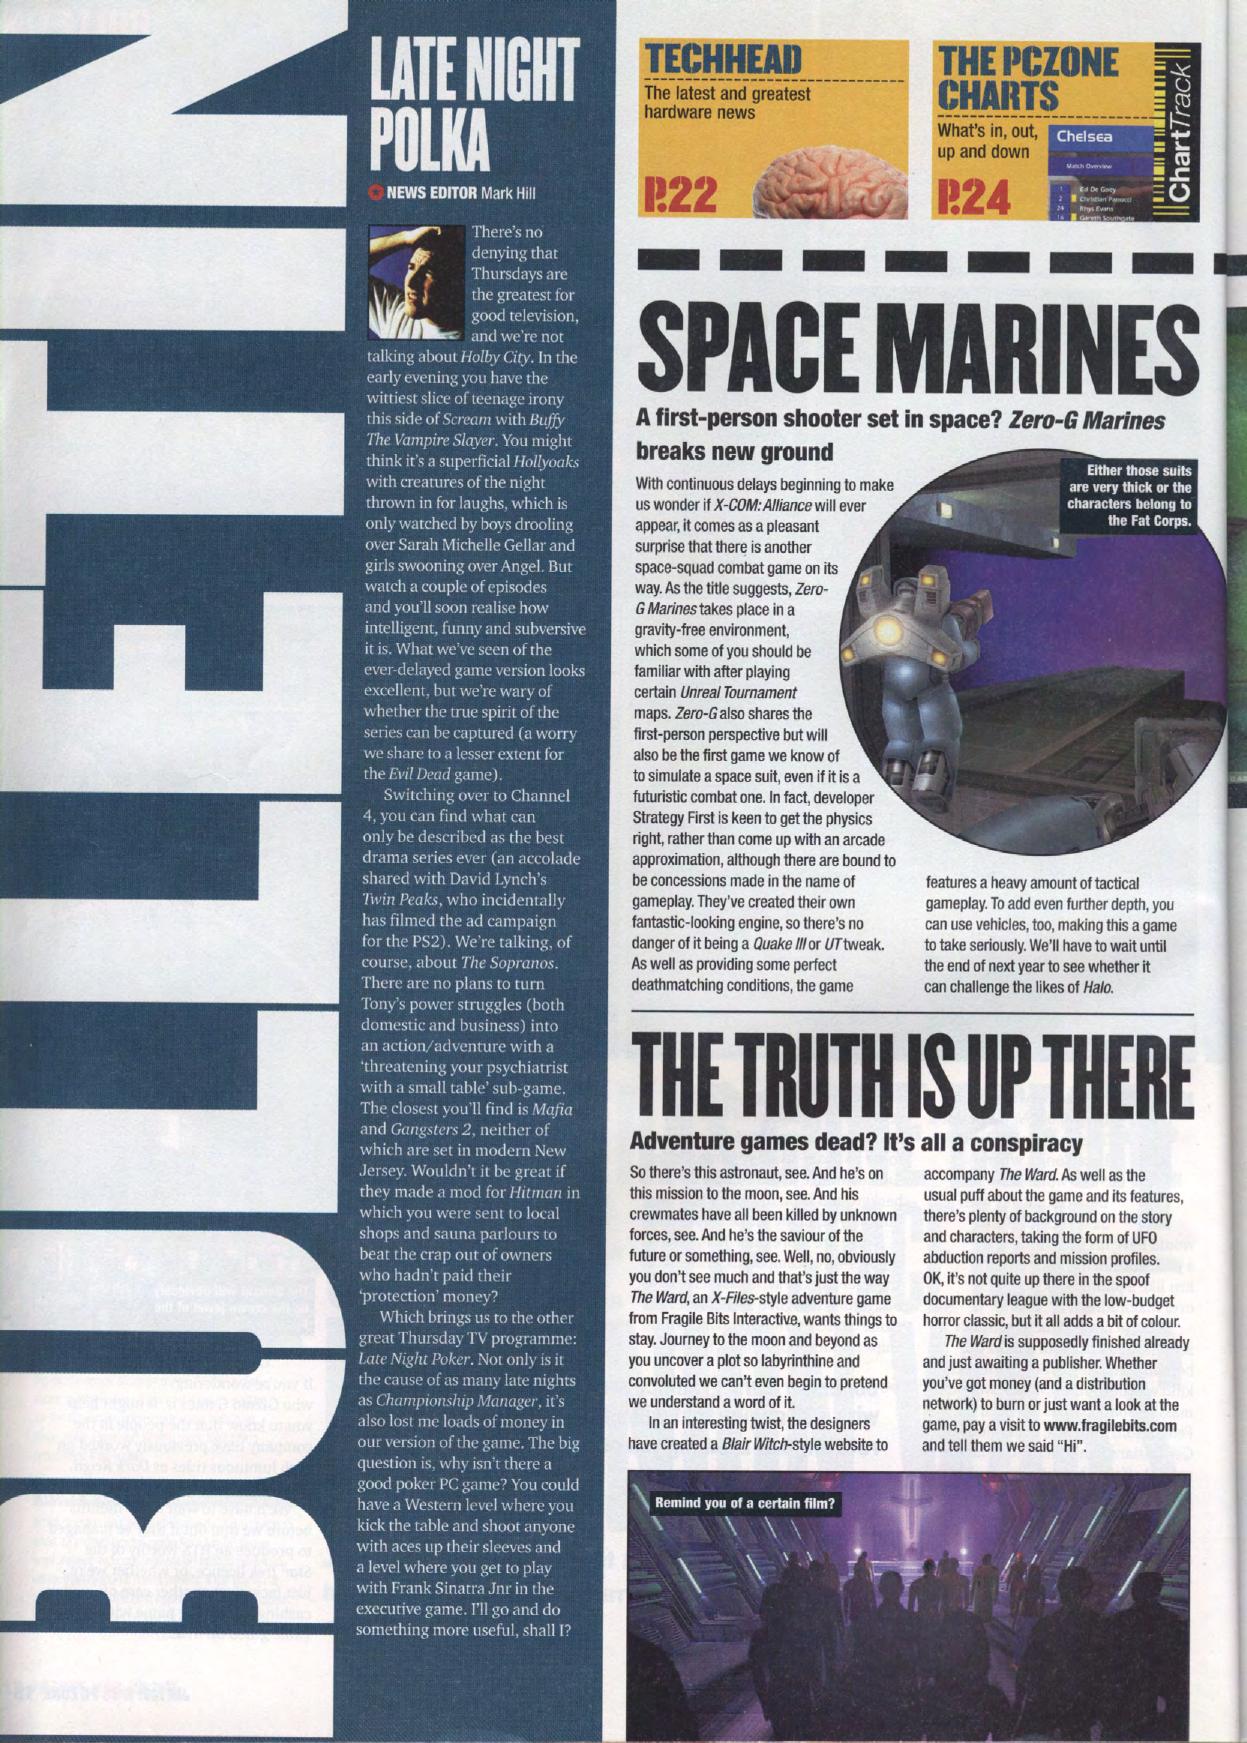 BULLETIN
LATE NIGHT
POLKA
NEWS EDITOR Mark Hill
There's no
denying that
Thursdays are
the greatest for
good television,
and we're not
talking about Holby City. In the
early evening you have the
wittiest slice of teenage irony
this side of Scream with Buffy
The Vampire Slayer. You might
think it's a superficial Hollyoaks
with creatures of the night
thrown in for laughs, which is
only watched by boys drooling
over Sarah Michelle Gellar and
girls swooning over Angel. But
watch a couple of episodes
and you'll soon realise how
intelligent, funny and subversive
it is. What we've seen of the
ever-delayed game version looks
excellent, but we're wary of
whether the true spirit of the
series can be captured (a worry
we share to a lesser extent for
the Evil Dead game).
Switching over to Channel
4, you can find what can
only be described as the best
drama series ever (an accolade
shared with David Lynch's
Twin Peaks, who incidentally
has filmed the ad campaign
for the PS2). We're talking, of
course, about The Sopranos.
There are no plans to turn
Tony's power struggles (both
domestic and business) into
an action/adventure with a
'threatening your psychiatrist
with a small table' sub-game.
The closest you'll find is Mafia
and Gangsters 2, neither of
which are set in modern New
Jersey. Wouldn't it be great if
they made a mod for Hitman in
which you were sent to local
shops and sauna parlours to
beat the crap out of owners
who hadn't paid their
'protection' money?
Which brings us to the other
great Thursday TV programme:
Late Night Poker. Not only is it
the cause of as many late nights
as Championship Manager, it's
also lost me loads of money in
our version of the game. The big
question is, why isn't there a
good poker PC game? You could
have a Western level where you
kick the table and shoot anyone
with aces up their sleeves and
a level where you get to play
with Frank Sinatra Jnr in the
executive game. I'll go and do
something more useful, shall I?
TECHHEAD
The latest and greatest
hardware news
P.22
THE PCZONE
CHARTS
What's in, out,
up and down
P.24
Chelsea
Match Overview
1 Ed De Goey
2 Christian Panucci
24 Rhys Evans
16 Gareth Southgate
ChartTrack
SPACE MARINES
A first-person shooter set in space? Zero-G Marines
breaks new ground
Either those suits
are very thick or the
characters belong to
the Fat Corps.
With continuous delays beginning to make
us wonder if X-COM: Alliance will ever
appear, it comes as a pleasant
surprise that there is another
space-squad combat game on its
way. As the title suggests, Zero-
G Marines takes place in a
gravity-free environment,
which some of you should be
familiar with after playing
certain Unreal Tournament
maps. Zero-G also shares the
first-person perspective but will
also be the first game we know of
to simulate a space suit, even if it is a
futuristic combat one. In fact, developer
Strategy First is keen to get the physics
right, rather than come up with an arcade
approximation, although there are bound to
be concessions made in the name of
gameplay. They've created their own
fantastic-looking engine, so there's no
danger of it being a Quake III or UT tweak.
As well as providing some perfect
deathmatching conditions, the game
features a heavy amount of tactical
gameplay. To add even further depth, you
can use vehicles, too, making this a game
to take seriously. We'll have to wait until
the end of next year to see whether it
can challenge the likes of Halo.
THE TRUTH IS UP THERE
Adventure games dead? It's all a conspiracy
So there's this astronaut, see. And he's on
this mission to the moon, see. And his
crewmates have all been killed by unknown
forces, see. And he's the saviour of the
future or something, see. Well, no, obviously
you don't see much and that's just the way
The Ward, an X-Files-style adventure game
from Fragile Bits Interactive, wants things to
stay. Journey to the moon and beyond as
you uncover a plot so labyrinthine and
convoluted we can't even begin to pretend
we understand a word of it.
In an interesting twist, the designers
have created a Blair Witch-style website to
accompany The Ward. As well as the
usual puff about the game and its features,
there's plenty of background on the story
and characters, taking the form of UFO
abduction reports and mission profiles.
OK, it's not quite up there in the spoof
documentary league with the low-budget
horror classic, but it all adds a bit of colour.
The Ward is supposedly finished already
and just awaiting a publisher. Whether
you've got money (and a distribution
network) to burn or just want a look at the
game, pay a visit to www.fragilebits.com
and tell them we said "Hi".
Remind you of a certain film?